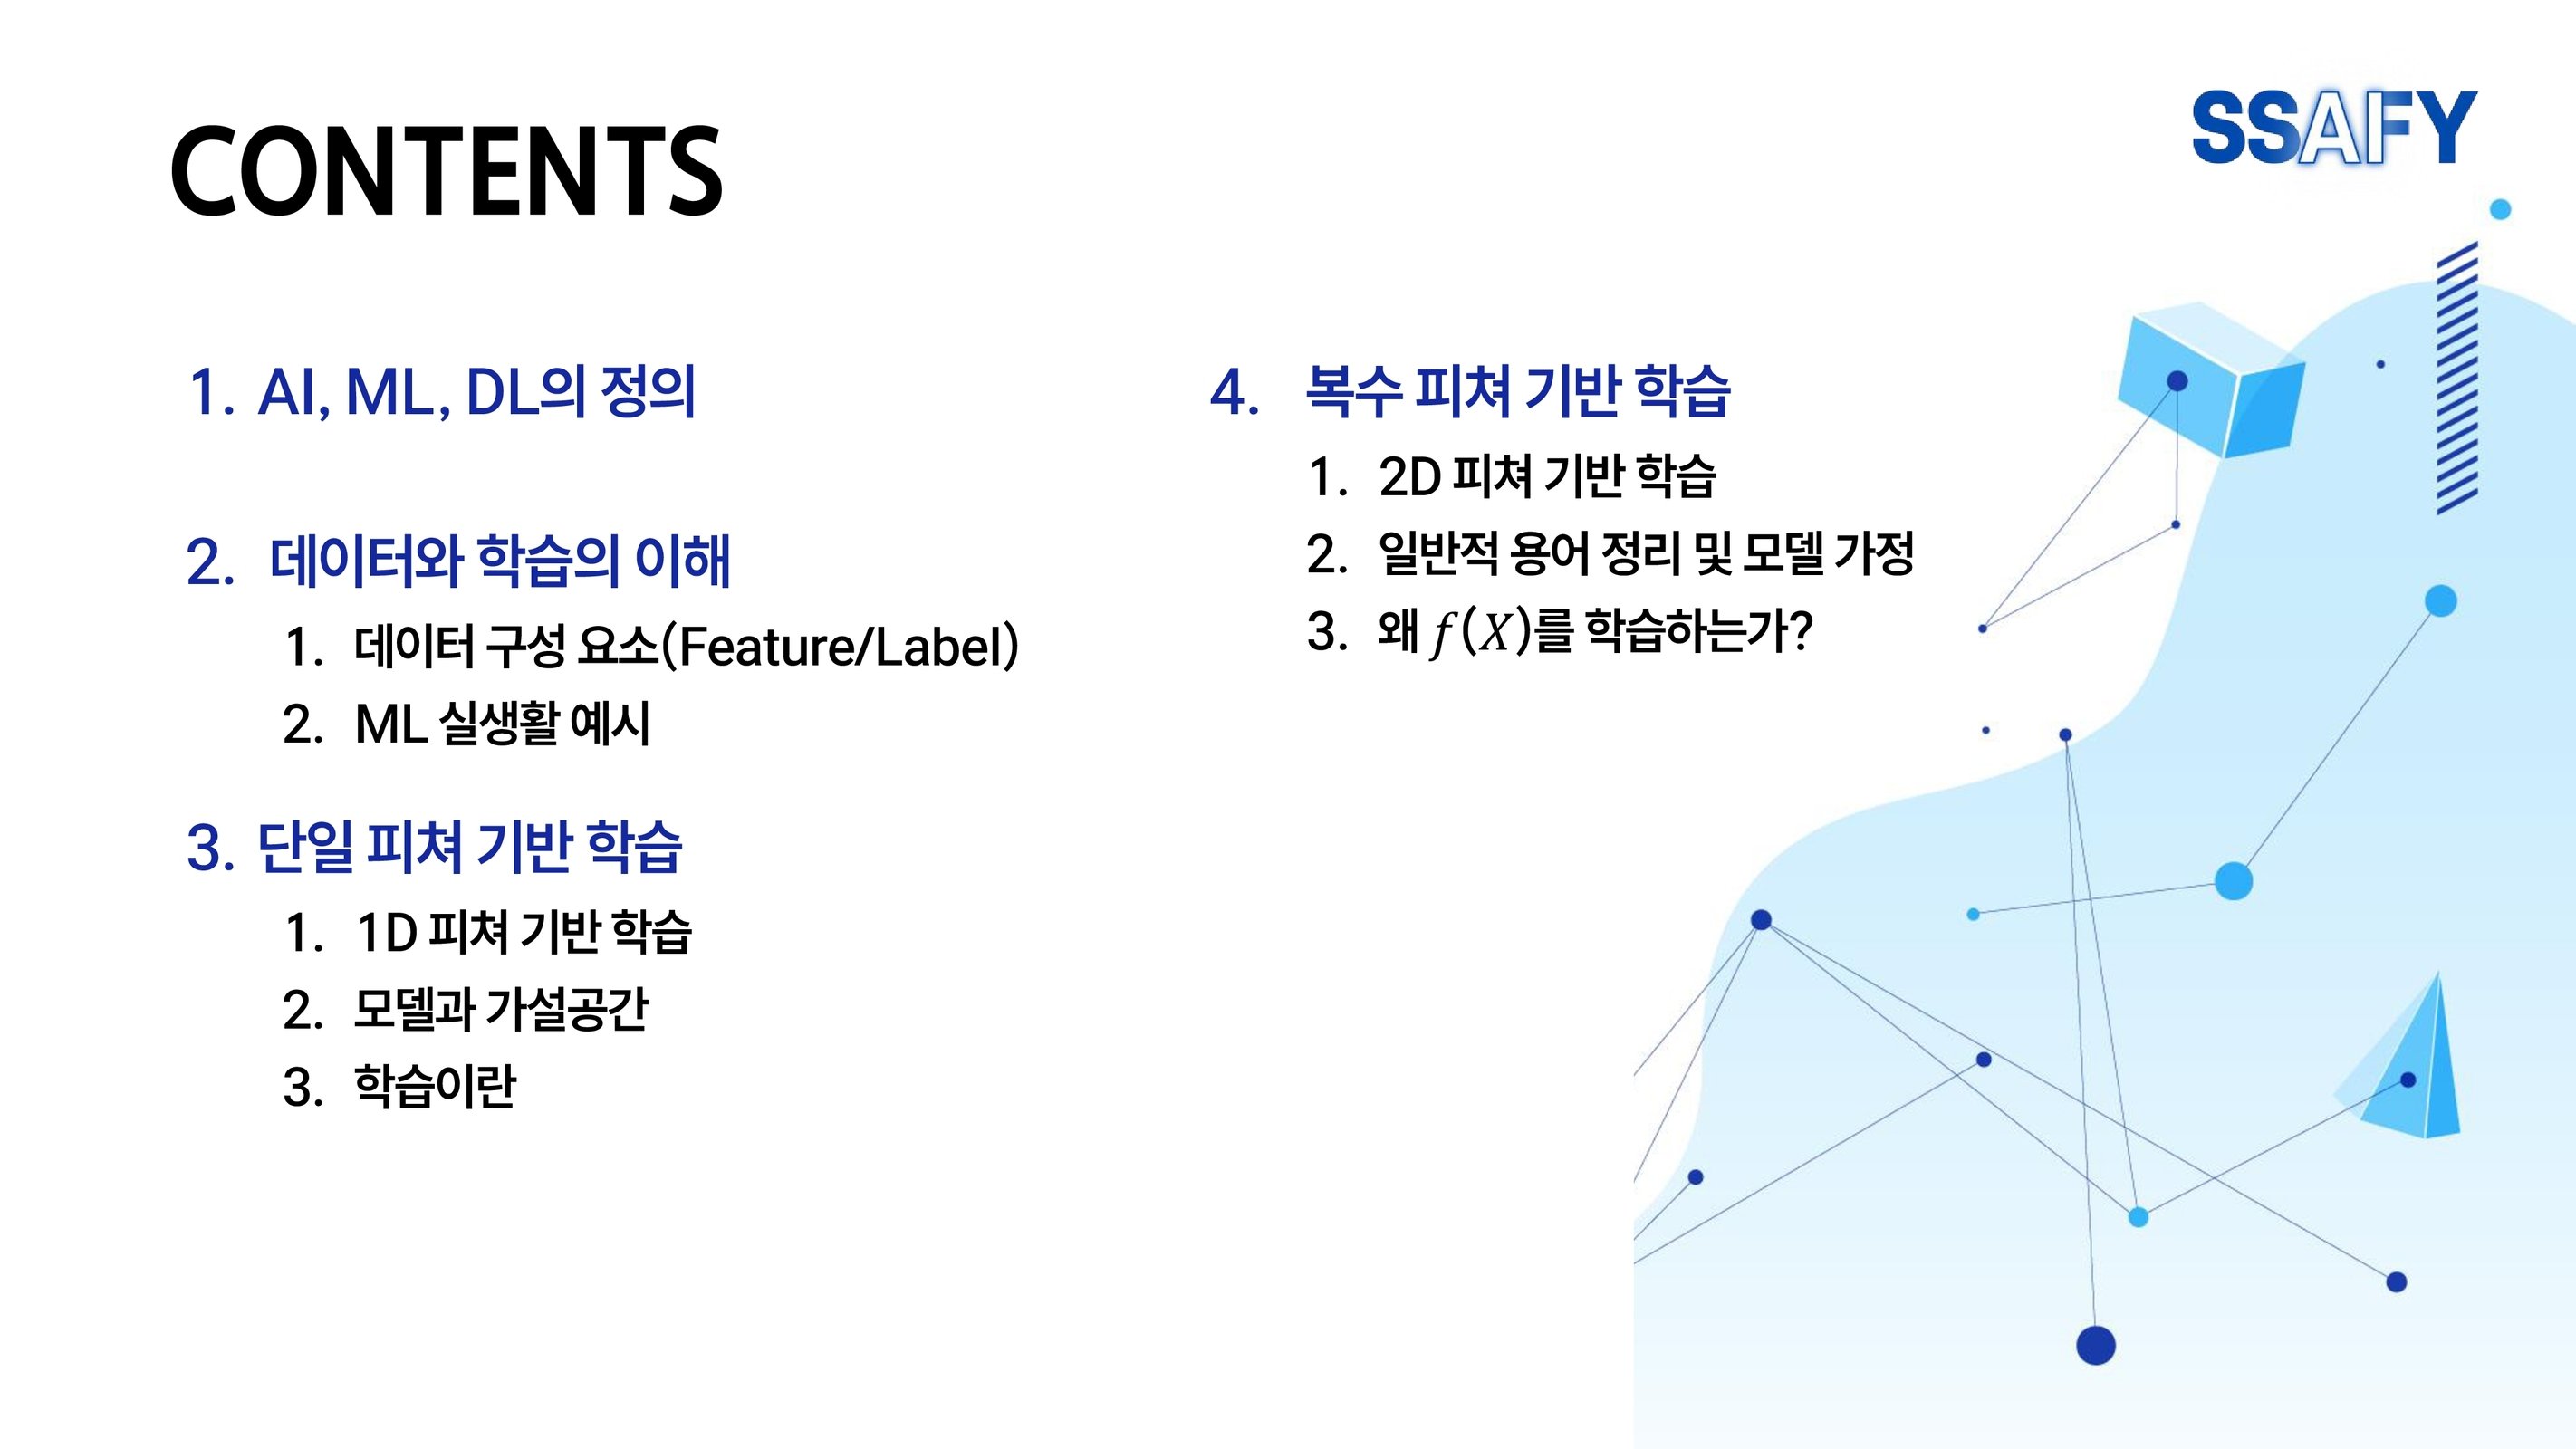 CONTENTS
SSAFY
1. AI, ML, DL의 정의
2. 데이터와 학습의 이해
1. 데이터 구성 요소(Feature/Label)
2. ML 실생활 예시
3. 단일 피쳐 기반 학습
1. 1D 피쳐 기반 학습
2. 모델과 가설공간
3. 학습이란
4. 복수 피쳐 기반 학습
1. 2D 피쳐 기반 학습
2. 일반적 용어 정리 및 모델 가정
3. 왜 f(X)를 학습하는가?